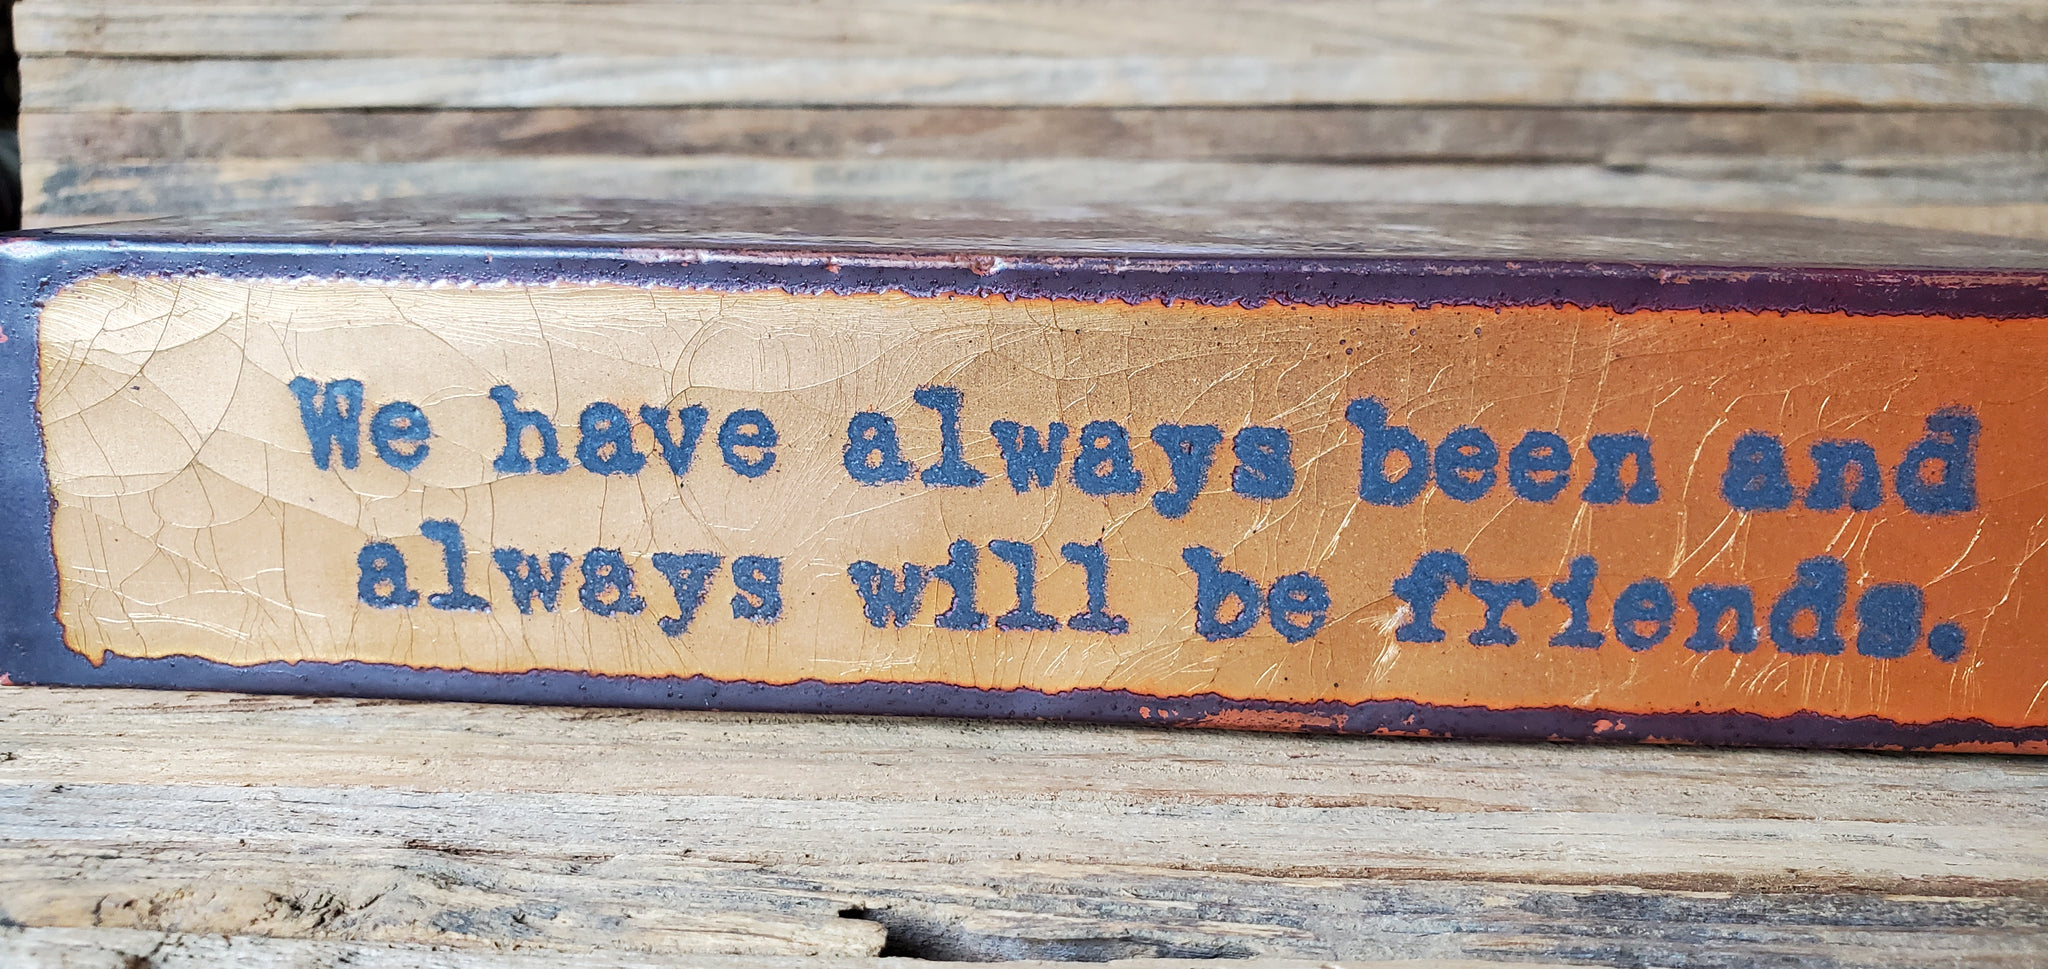 We have always been and
always will be friends.